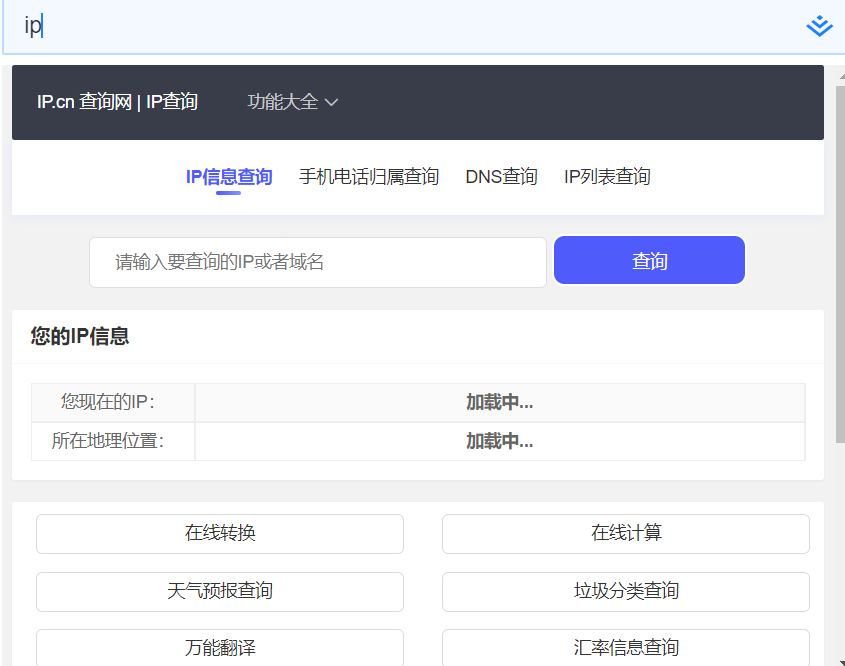 ip
IP.cn 查询网 | IP查询 功能大全
IP信息查询 手机电话归属查询 DNS查询 IP列表查询
请输入要查询的IP或者域名 查询
您的IP信息
您现在的IP： 加载中...
所在地理位置： 加载中...
在线转换 在线计算
天气预报查询 垃圾分类查询
万能翻译 汇率信息查询